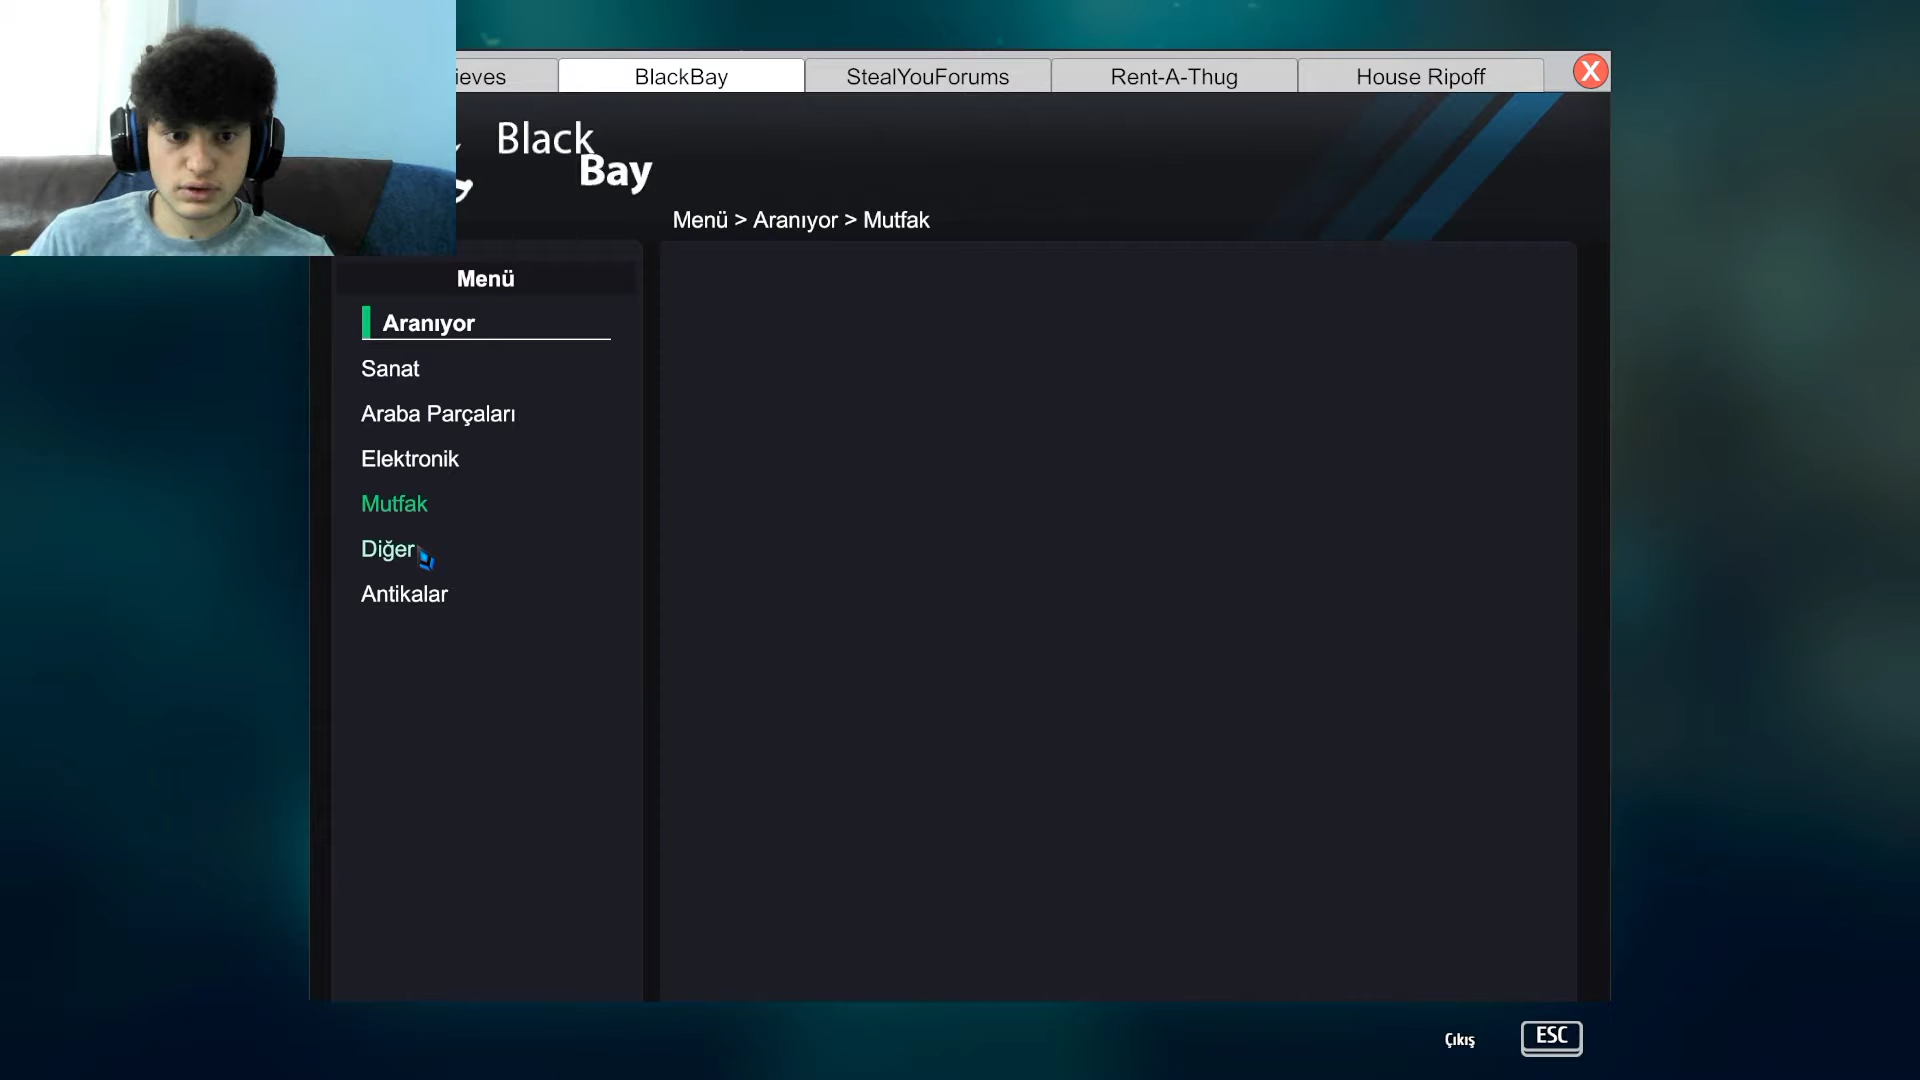 ieves
BlackBay
StealYouForums
Rent-A-Thug
House Ripoff
X
Black
Bay
Menü > Aranıyor > Mutfak
Menü
Aranıyor
Sanat
Araba Parçaları
Elektronik
Mutfak
Diğer
Antikalar
Çıkış
ESC